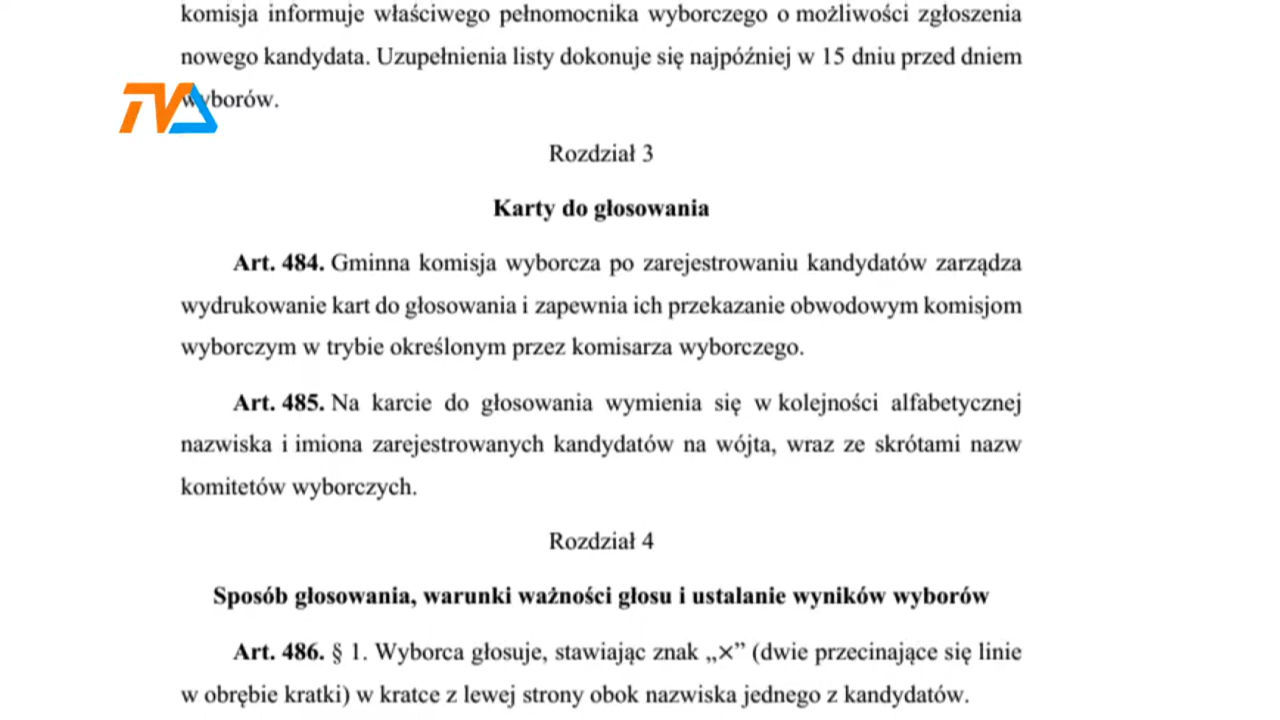 komisja informuje właściwego pełnomocnika wyborczego o możliwości zgłoszenia
nowego kandydata. Uzupełnienia listy dokonuje się najpóźniej w 15 dniu przed dniem
wyborów.
TVA
Rozdział 3
Karty do głosowania
Art. 484. Gminna komisja wyborcza po zarejestrowaniu kandydatów zarządza
wydrukowanie kart do głosowania i zapewnia ich przekazanie obwodowym komisjom
wyborczym w trybie określonym przez komisarza wyborczego.
Art. 485. Na karcie do głosowania wymienia się w kolejności alfabetycznej
nazwiska i imiona zarejestrowanych kandydatów na wójta, wraz ze skrótami nazw
komitetów wyborczych.
Rozdział 4
Sposób głosowania, warunki ważności głosu i ustalanie wyników wyborów
Art. 486. § 1. Wyborca głosuje, stawiając znak „×” (dwie przecinające się linie
w obrębie kratki) w kratce z lewej strony obok nazwiska jednego z kandydatów.